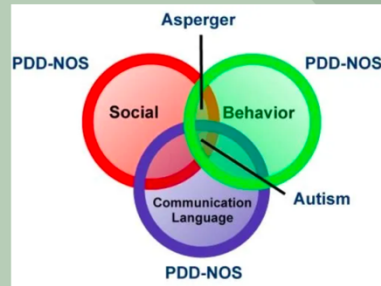 Asperger
PDD-NOS
PDD-NOS
Social
Behavior
Communication
Language
Autism
PDD-NOS